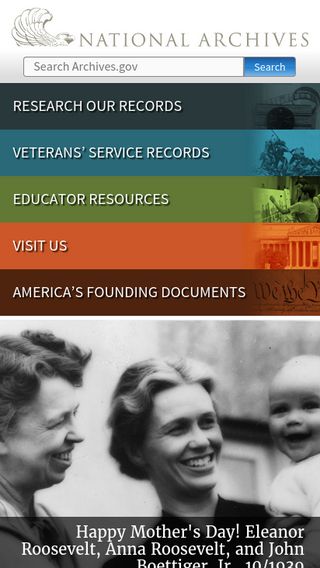 NATIONAL ARCHIVES
Search Archives.gov
Search
RESEARCH OUR RECORDS
VETERANS’ SERVICE RECORDS
EDUCATOR RESOURCES
VISIT US
AMERICA’S FOUNDING DOCUMENTS
We the
Happy Mother's Day! Eleanor
Roosevelt, Anna Roosevelt, and John
Boettiger, Jr., 10/1939